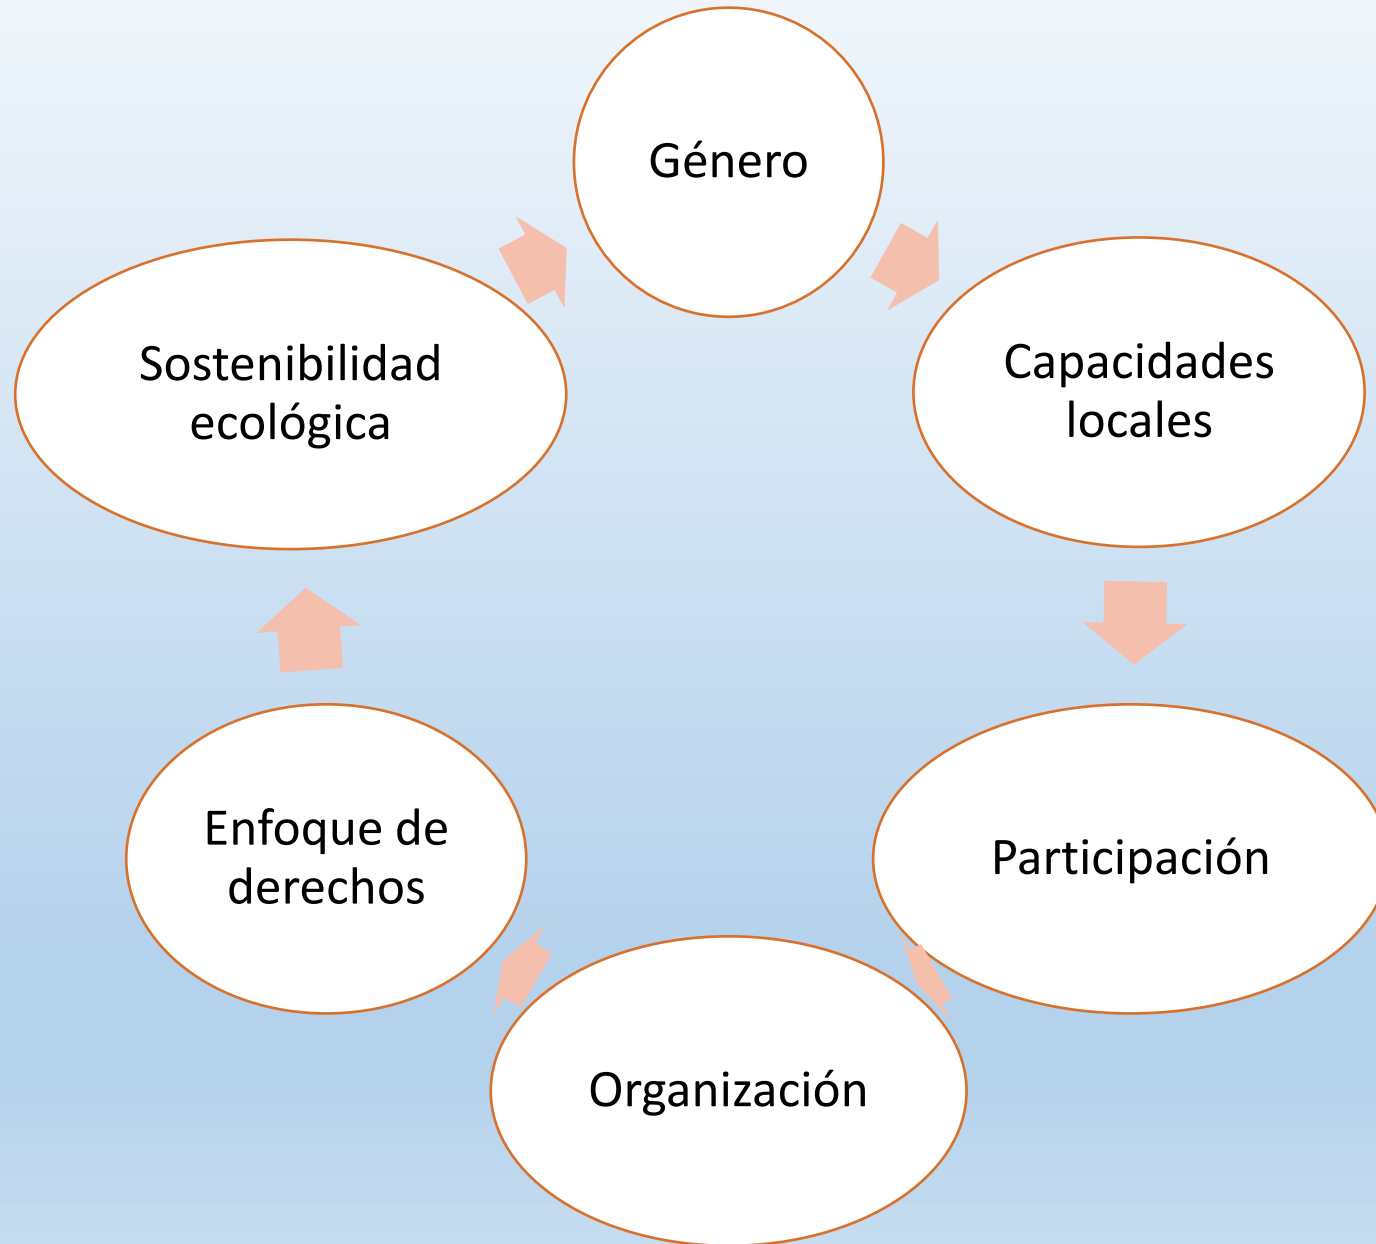 Género
Capacidades
locales
Participación
Organización
Enfoque de
derechos
Sostenibilidad
ecológica